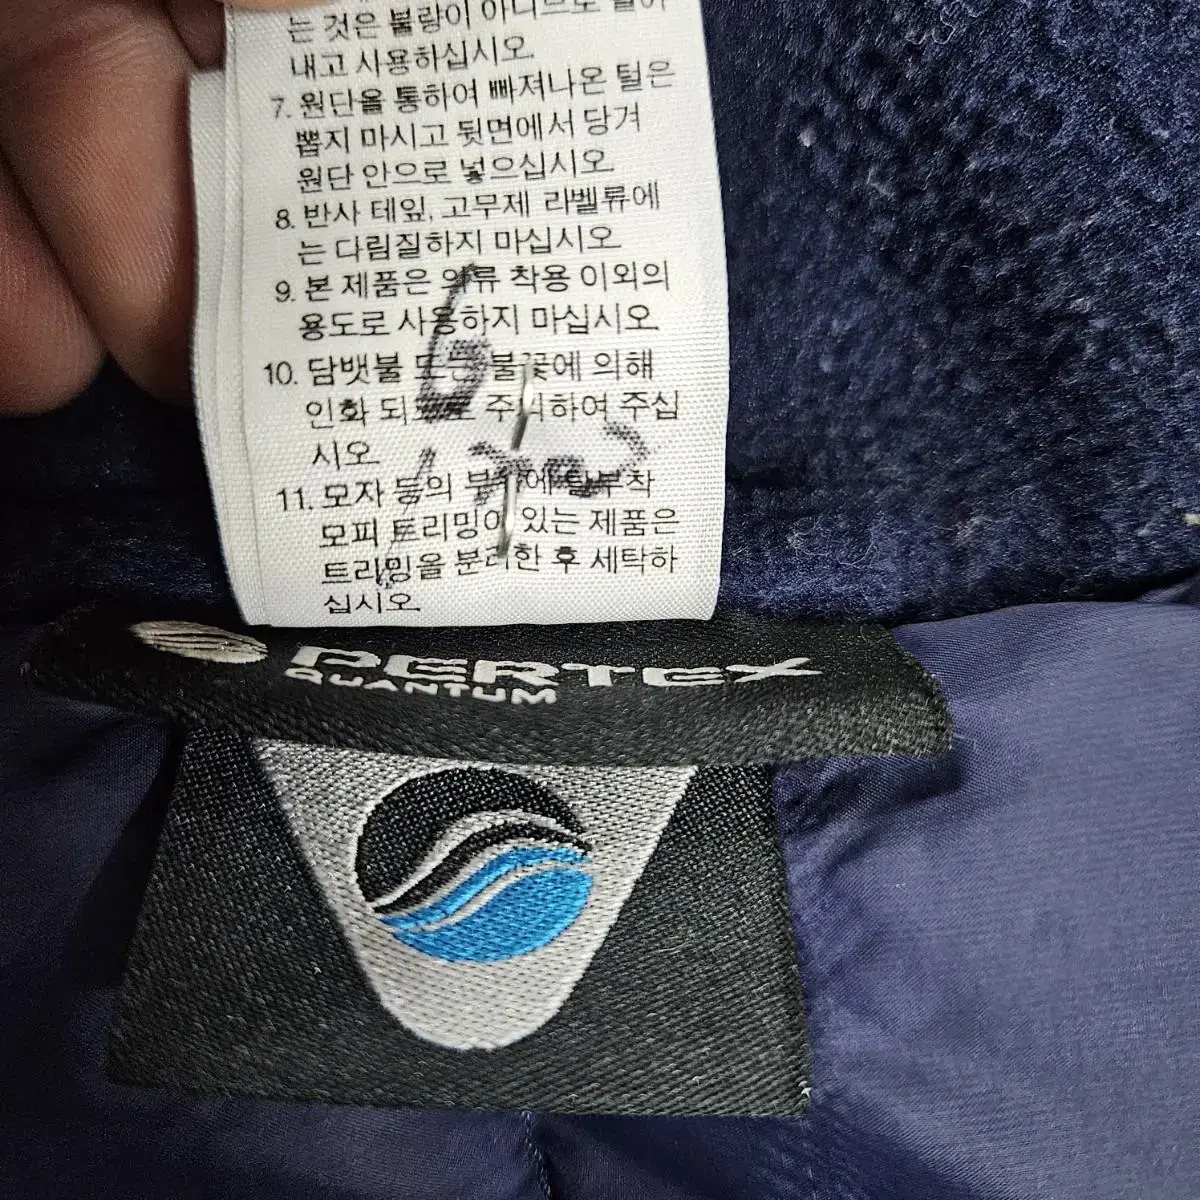 는 것은 불량이 아니므로 털어
내고 사용하십시오.
7. 원단을 통하여 빠져나온 털은
뽑지 마시고 뒷면에서 당겨
원단 안으로 넣으십시오.
8. 반사 테잎, 고무제 라벨류에
는 다림질하지 마십시오.
9. 본 제품은 의류 착용 이외의
용도로 사용하지 마십시오.
10. 담뱃불 또는 불꽃에 의해
인화 되므로 주의하여 주십
시오.
11. 모자 등의 부위에 탈부착
모피 트리밍이 있는 제품은
트리밍을 분리한 후 세탁하
십시오.
PERTEX
QUANTUM